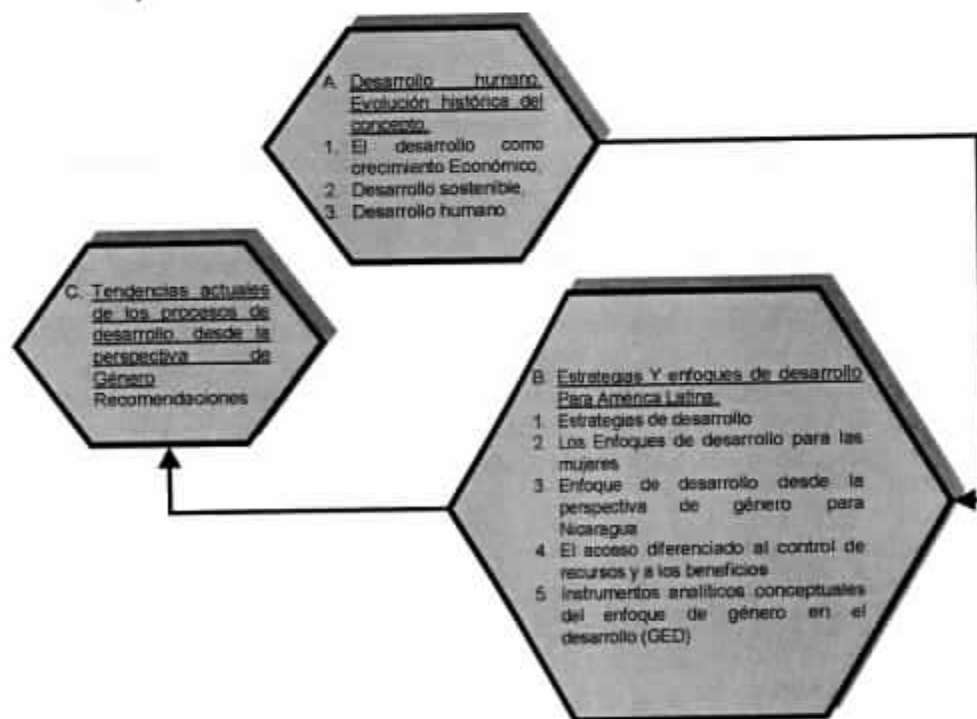 A. Desarrollo humano.
Evolución histórica del
concepto.
1. El desarrollo como
crecimiento Económico,
2. Desarrollo sostenible,
3. Desarrollo humano
C. Tendencias actuales
de los procesos de
desarrollo, desde la
perspectiva de
Género
Recomendaciones
B. Estrategias Y enfoques de desarrollo
Para América Latina.
1. Estrategias de desarrollo
2. Los Enfoques de desarrollo para las
mujeres
3. Enfoque de desarrollo desde la
perspectiva de género para
Nicaragua
4. El acceso diferenciado al control de
recursos y a los beneficios
5. Instrumentos analíticos conceptuales
del enfoque de género en el
desarrollo (GED)